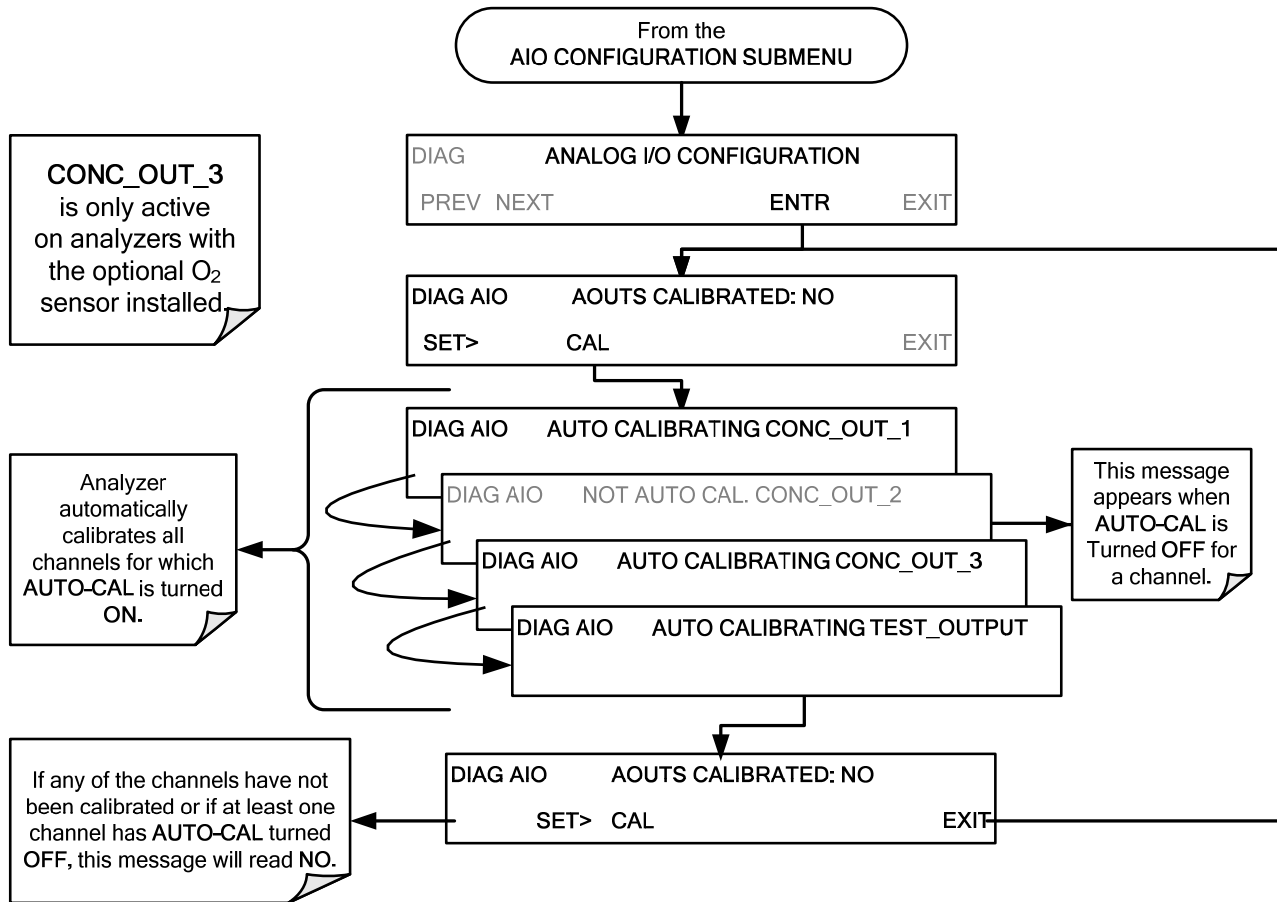 From the
AIO CONFIGURATION SUBMENU
DIAG ANALOG I/O CONFIGURATION
PREV NEXT ENTR EXIT
CONC_OUT_3
is only active
on analyzers with
the optional O₂
sensor installed.
DIAG AIO AOUTS CALIBRATED: NO
SET> CAL EXIT
DIAG AIO AUTO CALIBRATING CONC_OUT_1
DIAG AIO NOT AUTO CAL. CONC_OUT_2
DIAG AIO AUTO CALIBRATING CONC_OUT_3
DIAG AIO AUTO CALIBRATING TEST_OUTPUT
Analyzer
automatically
calibrates all
channels for which
AUTO-CAL is turned
ON.
This message
appears when
AUTO-CAL is
Turned OFF for
a channel.
DIAG AIO AOUTS CALIBRATED: NO
SET> CAL EXIT
If any of the channels have not
been calibrated or if at least one
channel has AUTO-CAL turned
OFF, this message will read NO.